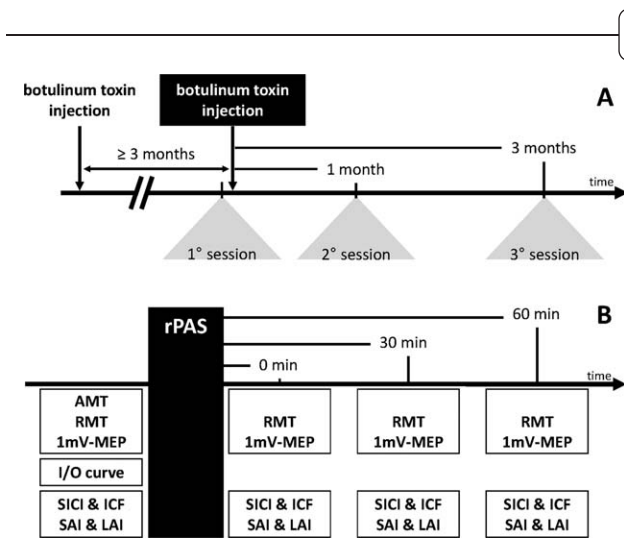 A
botulinum toxin
injection
botulinum toxin
injection
≥ 3 months
3 months
1 month
time
1° session
2° session
3° session
B
rPAS
60 min
30 min
0 min
time
AMT
RMT
1mV-MEP
RMT
1mV-MEP
RMT
1mV-MEP
RMT
1mV-MEP
I/O curve
SICI & ICF
SAI & LAI
SICI & ICF
SAI & LAI
SICI & ICF
SAI & LAI
SICI & ICF
SAI & LAI